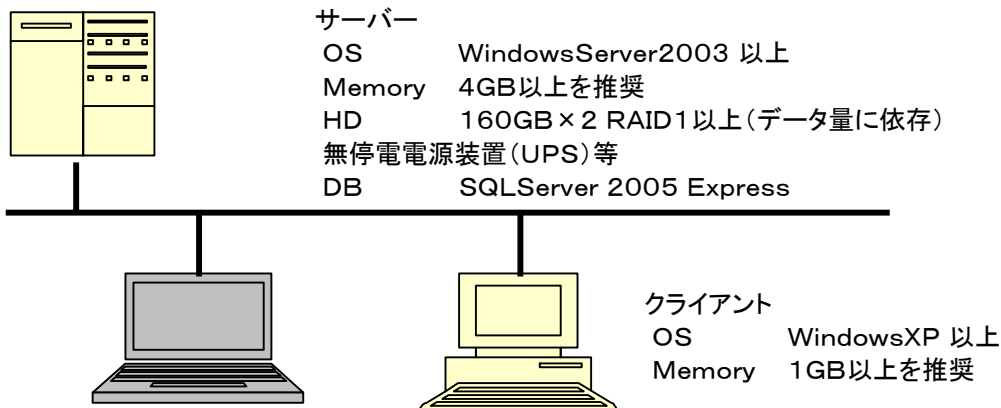 サーバー
OS WindowsServer2003 以上
Memory 4GB以上を推奨
HD 160GB×2 RAID1以上(データ量に依存)
無停電電源装置(UPS)等
DB SQLServer 2005 Express
クライアント
OS WindowsXP 以上
Memory 1GB以上を推奨